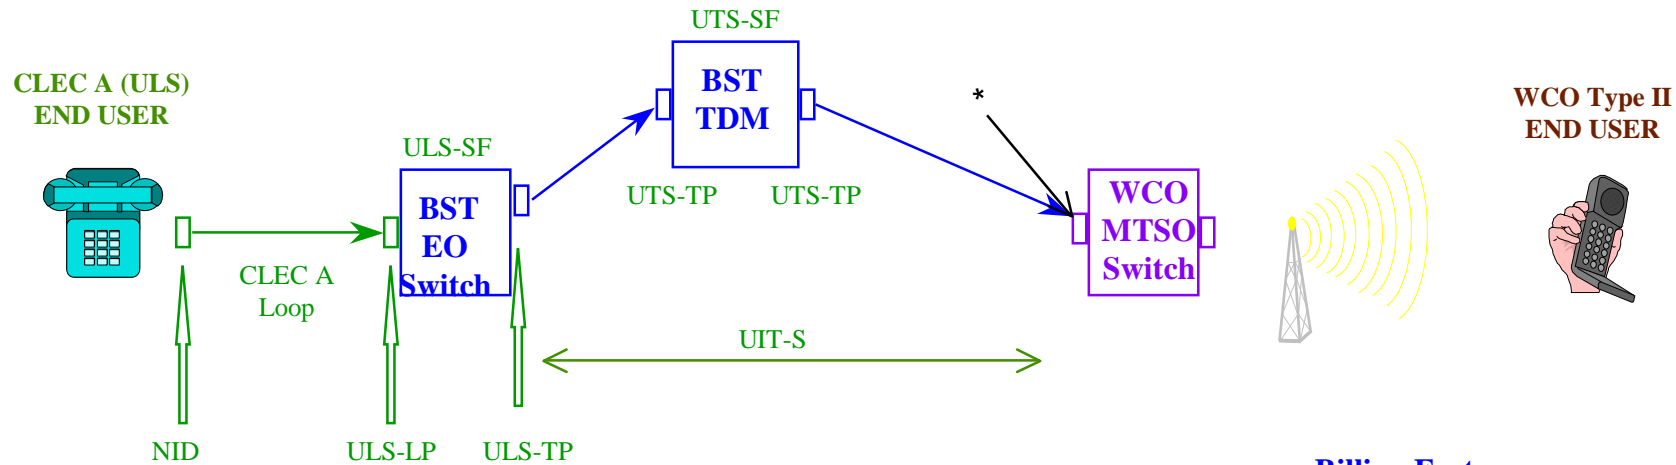 UTS-SF
CLEC A (ULS)
END USER
BST
TDM
*
WCO Type II
END USER
ULS-SF
UTS-TP
UTS-TP
BST
EO
Switch
WCO
MTSO
Switch
CLEC A
Loop
UIT-S
NID
ULS-LP
ULS-TP